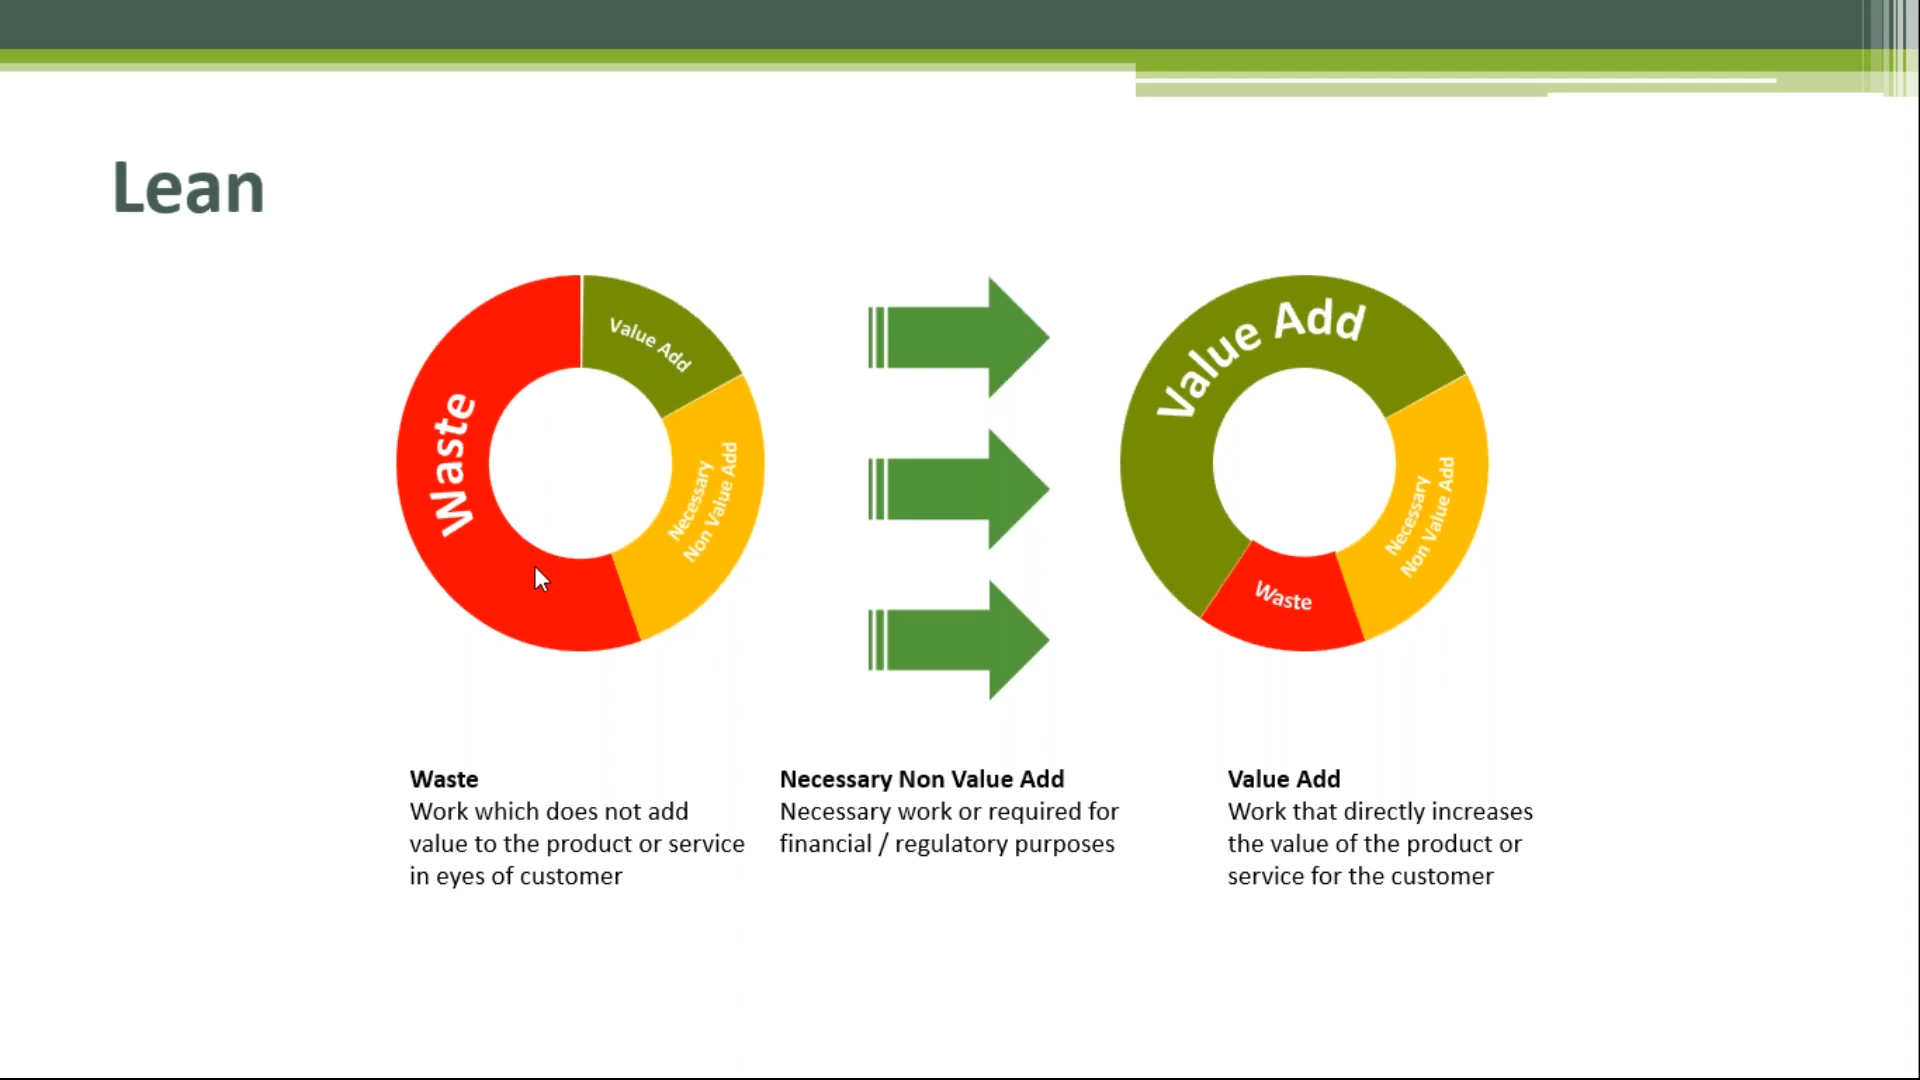 Lean
Value Add
Waste
Necessary
Non Value Add
Value Add
Necessary
Non Value Add
Waste
Waste
Work which does not add
value to the product or service
in eyes of customer
Necessary Non Value Add
Necessary work or required for
financial / regulatory purposes
Value Add
Work that directly increases
the value of the product or
service for the customer